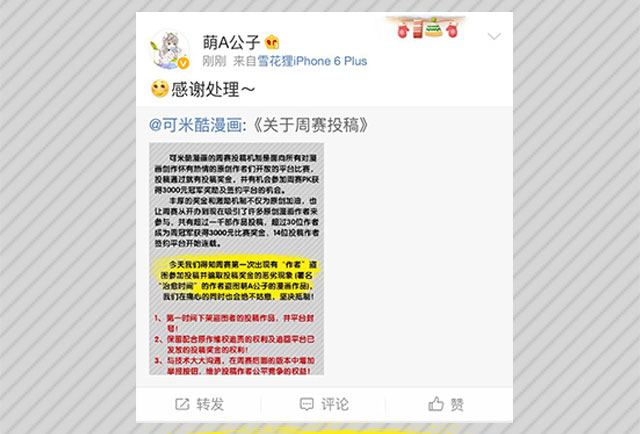 萌A公子
刚刚 来自雪花狸iPhone 6 Plus
感谢处理～
@可米酷漫画:《关于周赛投稿》
可米酷漫画的周赛投稿机制是面向所有对漫
画创作怀有热情的原创作者们开放的平台比赛，
投稿通过就有投稿奖金，并有机会参加周赛PK获
得3000元冠军奖励及签约平台的机会。
丰厚的奖金和激励机制不仅为原创加油，也
让周赛从开办到现在吸引了许多原创漫画作者来
参与，共有超过一千部作品投稿，超过30位作者
成为周冠军获得3000元比赛奖金，14位投稿作者
签约平台开始连载。
今天我们得知周赛第一次出现有“作者”盗
图参加投稿并骗取投稿奖金的恶劣现象（署名
“治愈时间”的作者盗图萌A公子的漫画作品)，
我们在痛心的同时也会绝不姑息，坚决抵制！
1、第一时间下架盗图者的投稿作品，并平台封
号！
2、保留配合原作维权追责的权利及追回平台已
发放的投稿奖金的权利！
3、与技术大大沟通，在周赛后面的版本中增加
举报按钮，维护投稿作者公平竞争的权益！
转发 评论 赞